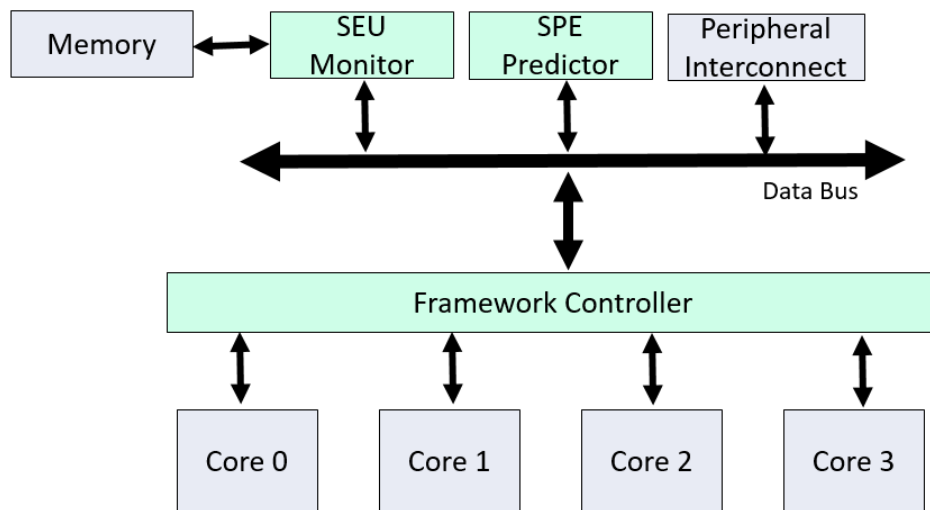 Memory
SEU
Monitor
SPE
Predictor
Peripheral
Interconnect
Data Bus
Framework Controller
Core 0
Core 1
Core 2
Core 3